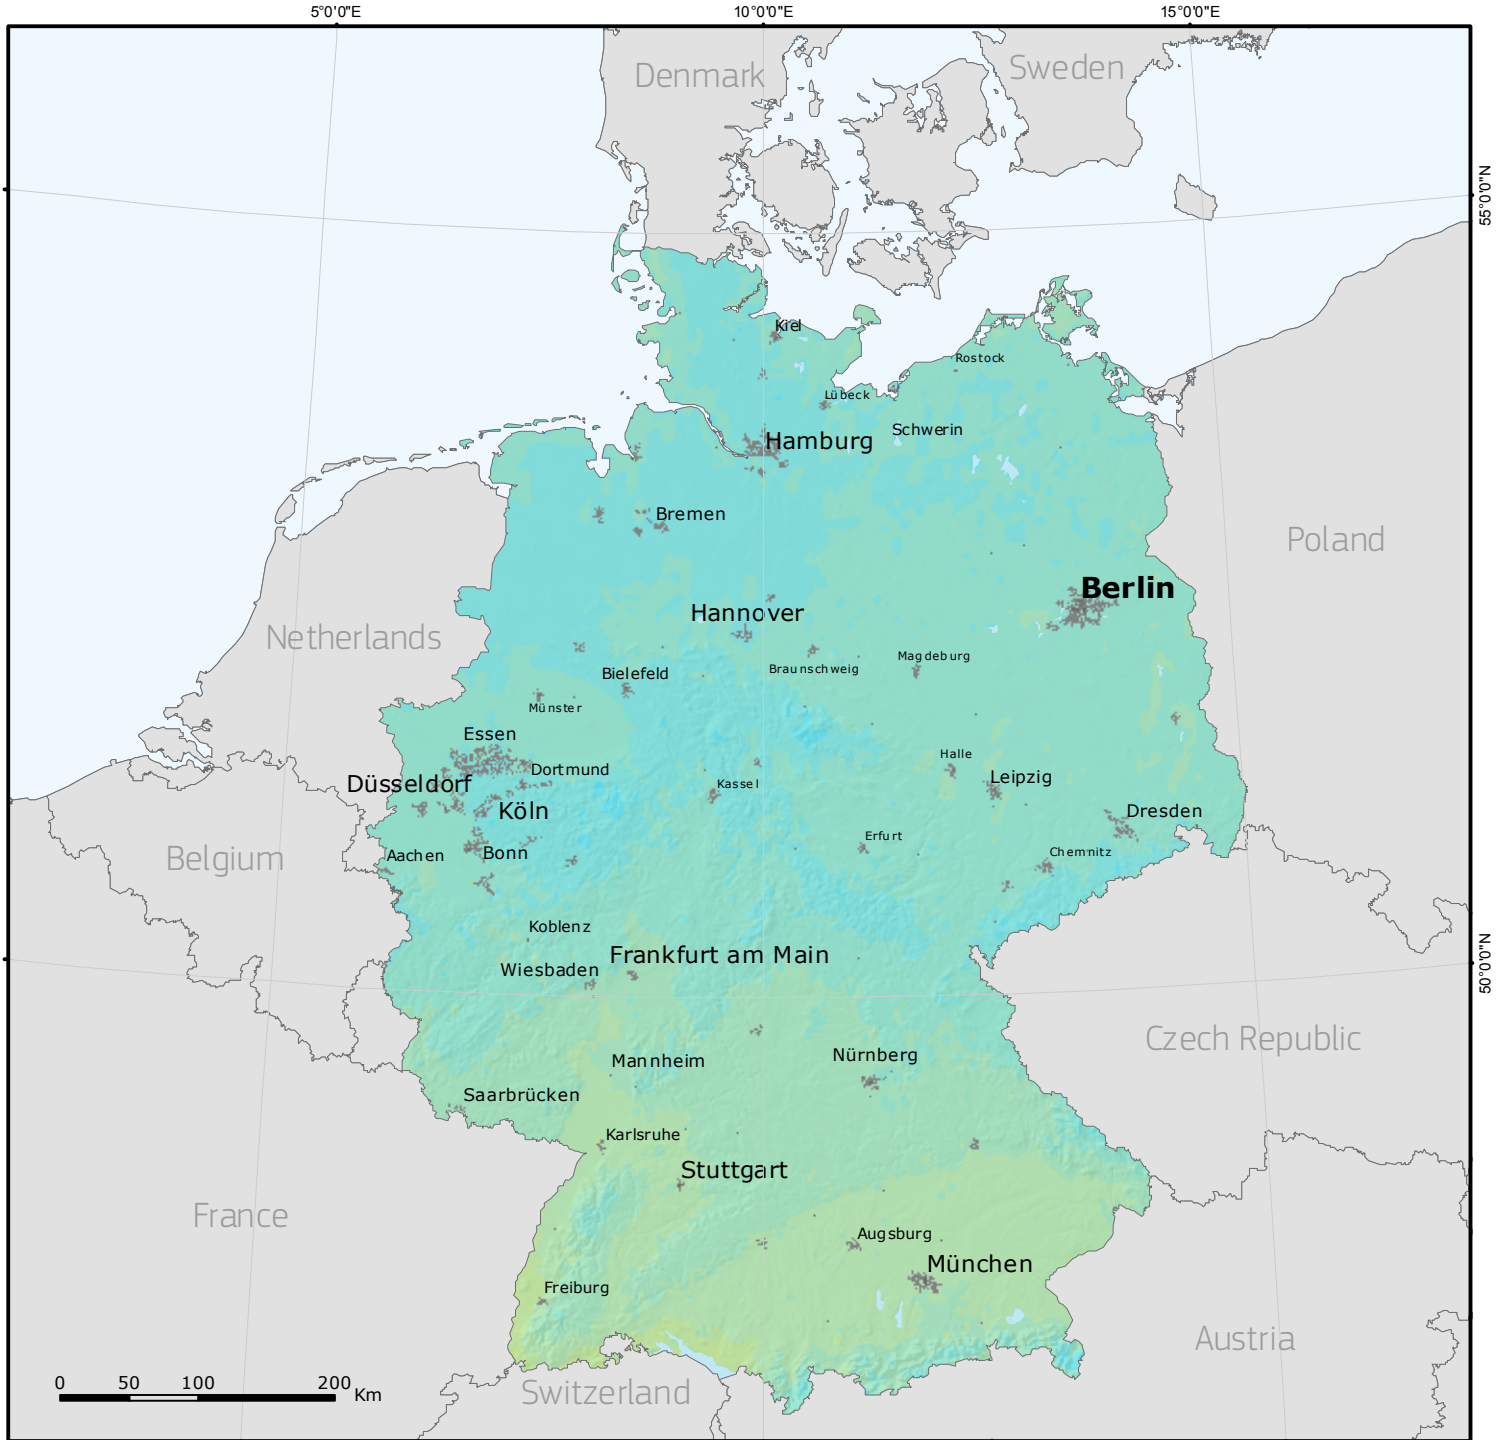 5°0'0"E
10°0'0"E
15°0'0"E
Denmark
Sweden
55°0'0"N
Kiel
Rostock
Lübeck
Schwerin
Hamburg
Bremen
Poland
Berlin
Hannover
Netherlands
Magdeburg
Braunschweig
Bielefeld
Münster
Essen
Halle
Dortmund
Leipzig
Düsseldorf
Kassel
Köln
Dresden
Erfurt
Belgium
Aachen
Bonn
Chemnitz
Koblenz
Frankfurt am Main
50°0'0"N
Wiesbaden
Czech Republic
Mannheim
Nürnberg
Saarbrücken
Karlsruhe
Stuttgart
France
Augsburg
München
Freiburg
Austria
0 50 100 200 Km
Switzerland